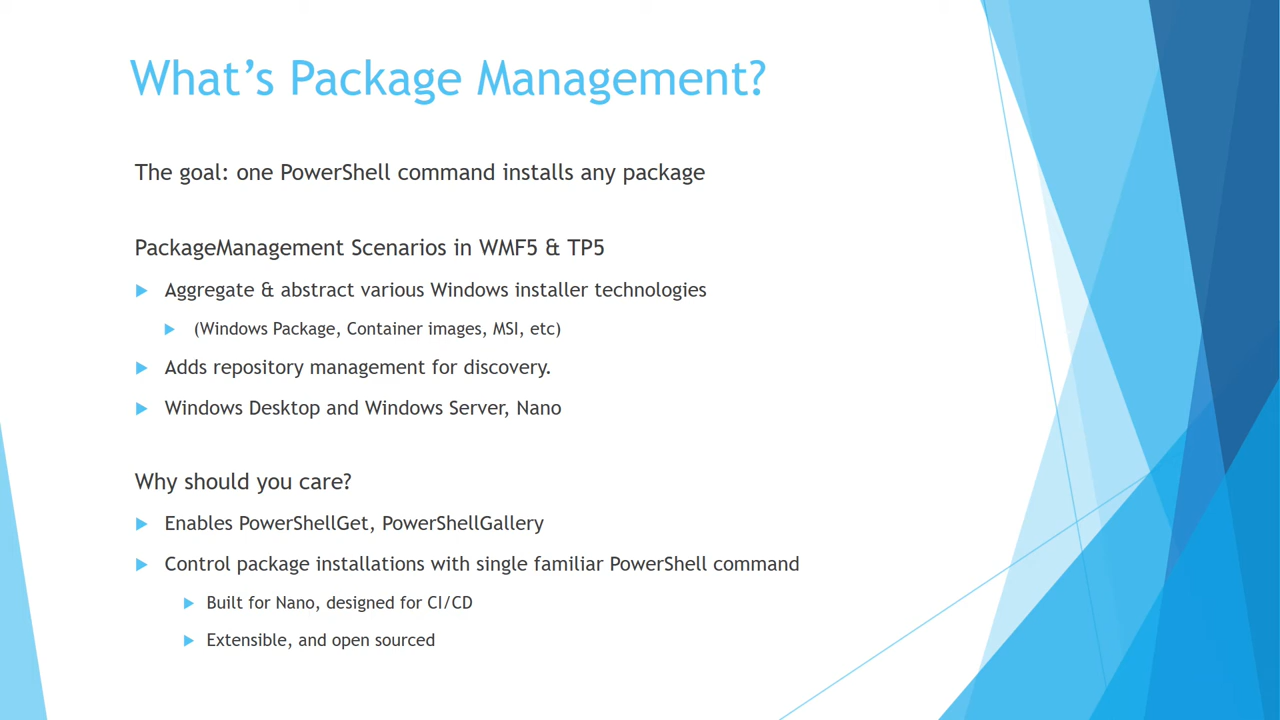 What's Package Management?
The goal: one PowerShell command installs any package
PackageManagement Scenarios in WMF5 & TP5
Aggregate & abstract various Windows installer technologies
(Windows Package, Container images, MSI, etc)
Adds repository management for discovery.
Windows Desktop and Windows Server, Nano
Why should you care?
Enables PowerShellGet, PowerShellGallery
Control package installations with single familiar PowerShell command
Built for Nano, designed for CI/CD
Extensible, and open sourced